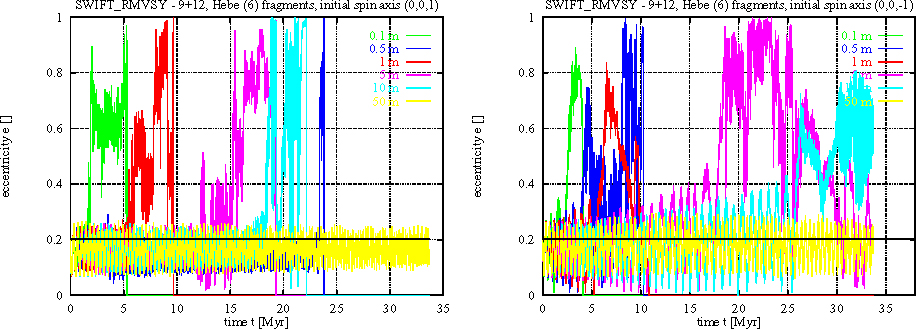 SWIFT_RMVSY - 9+12, Hebe (6) fragments, initial spin axis (0,0,1)
1
0.8
0.6
0.4
0.2
0
eccentricity e []
0.1 m
0.5 m
1 m
5 m
10 m
50 m
0 5 10 15 20 25 30 35
time t [Myr]
SWIFT_RMVSY - 9+12, Hebe (6) fragments, initial spin axis (0,0,-1)
1
0.8
0.6
0.4
0.2
0
eccentricity e []
0.1 m
0.5 m
1 m
50 m
0 5 10 15 20 25 30 35
time t [Myr]